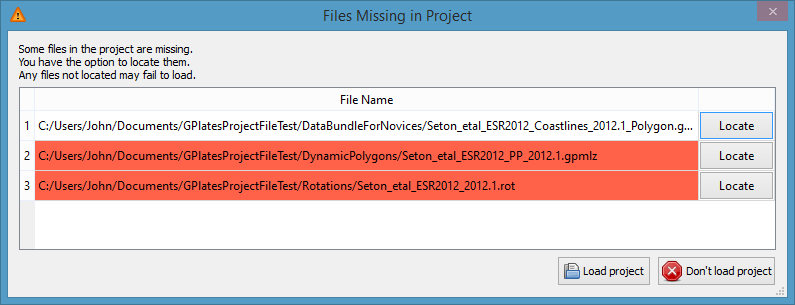 Files Missing in Project
Some files in the project are missing.
You have the option to locate them.
Any files not located may fail to load.
File Name
1 C:/Users/John/Documents/GPlatesProjectFileTest/DataBundleForNovices/Seton_etal_ESR2012_Coastlines_2012.1_Polygon.g... Locate
2 C:/Users/John/Documents/GPlatesProjectFileTest/DynamicPolygons/Seton_etal_ESR2012_PP_2012.1.gpmlz Locate
3 C:/Users/John/Documents/GPlatesProjectFileTest/Rotations/Seton_etal_ESR2012_2012.1.rot Locate
Load project Don't load project